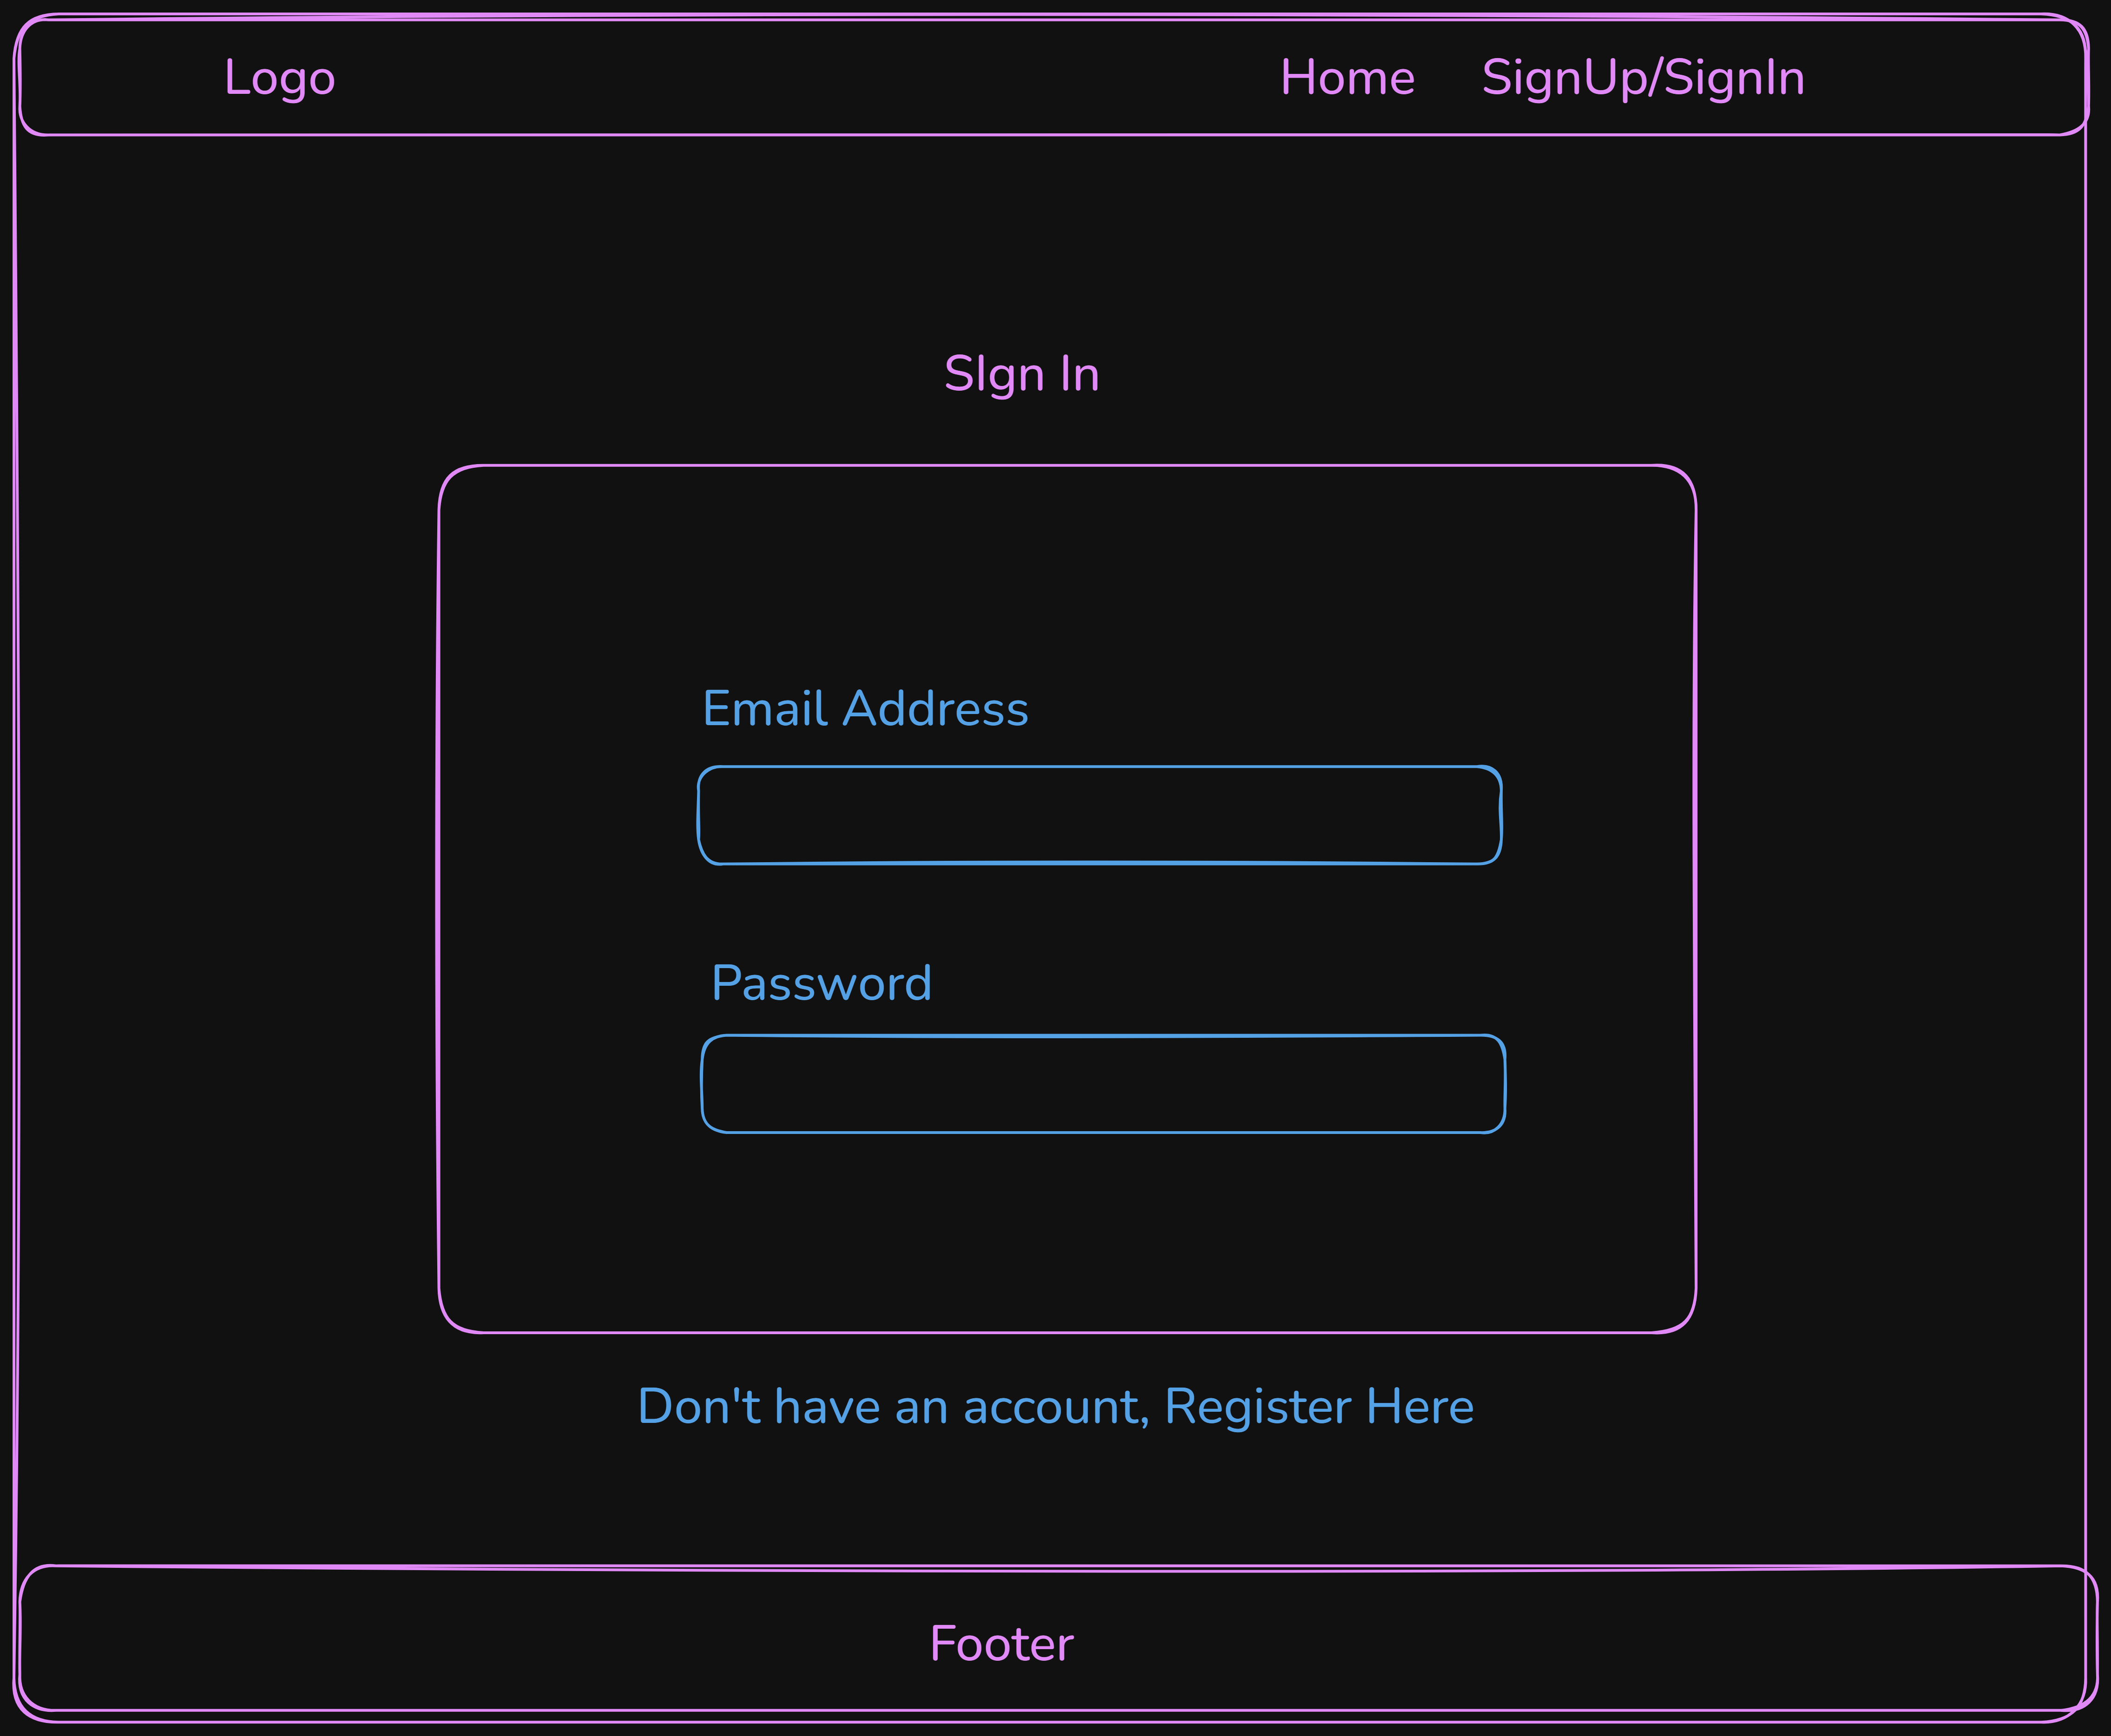 Logo
Home SignUp/SignIn
SIgn In
Email Address
Password
Don't have an account, Register Here
Footer